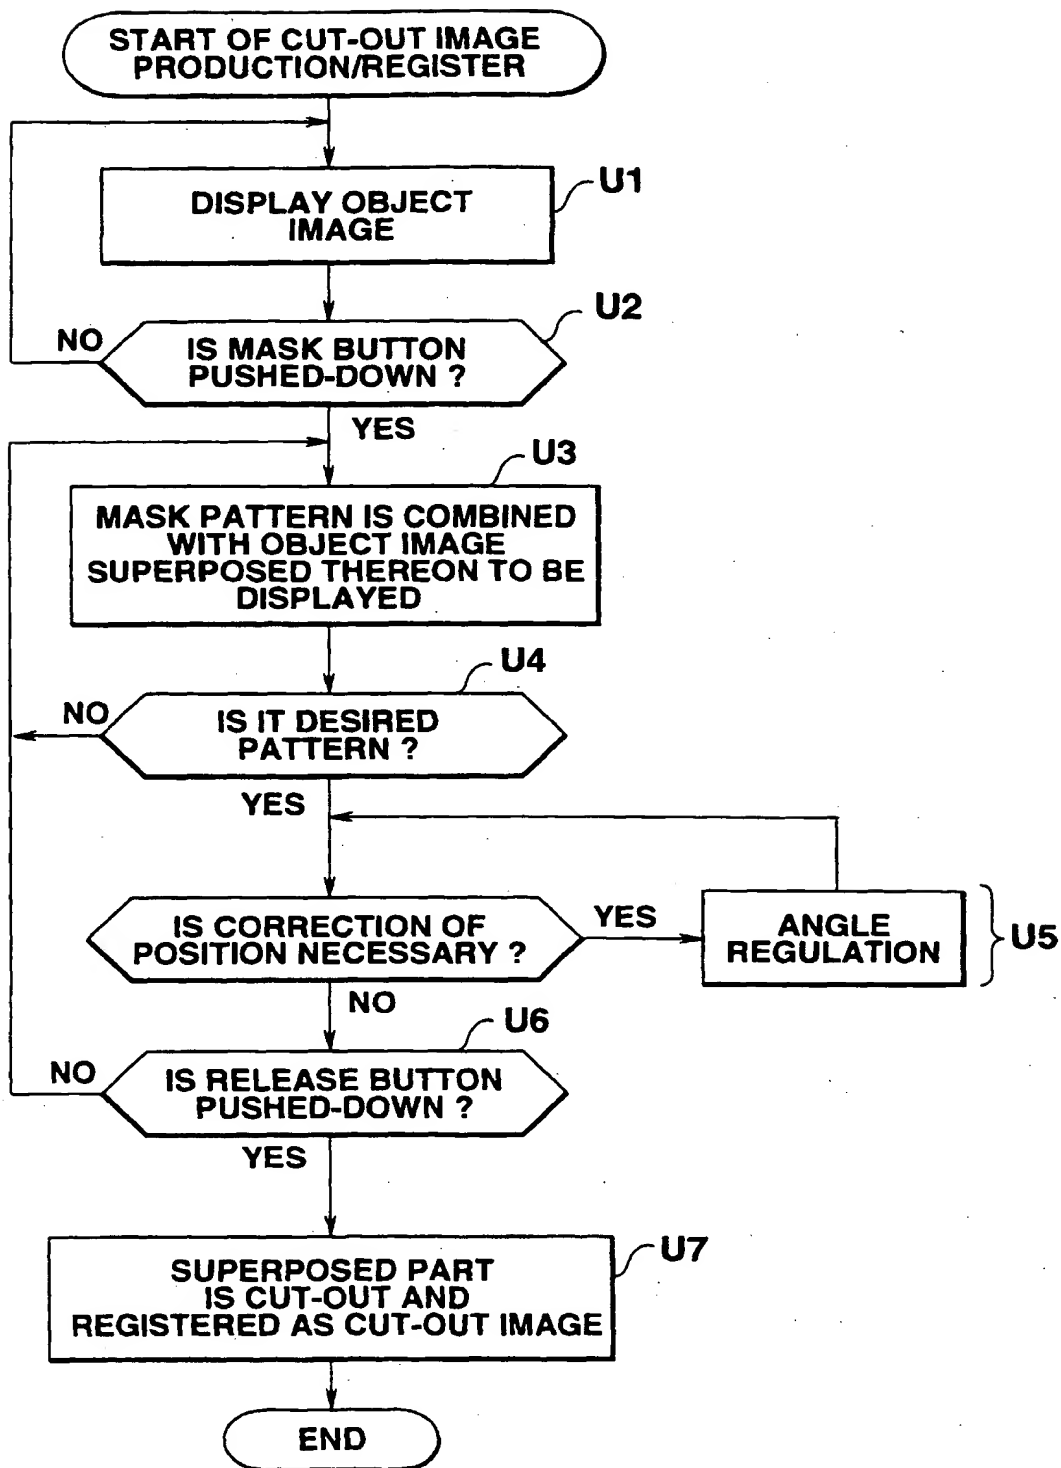 START OF CUT-OUT IMAGE
PRODUCTION/REGISTER
U1
DISPLAY OBJECT
IMAGE
U2
NO
IS MASK BUTTON
PUSHED-DOWN ?
YES
U3
MASK PATTERN IS COMBINED
WITH OBJECT IMAGE
SUPERPOSED THEREON TO BE
DISPLAYED
U4
NO
IS IT DESIRED
PATTERN ?
YES
IS CORRECTION OF
POSITION NECESSARY ?
YES
ANGLE
REGULATION
U5
NO
U6
NO
IS RELEASE BUTTON
PUSHED-DOWN ?
YES
U7
SUPERPOSED PART
IS CUT-OUT AND
REGISTERED AS CUT-OUT IMAGE
END